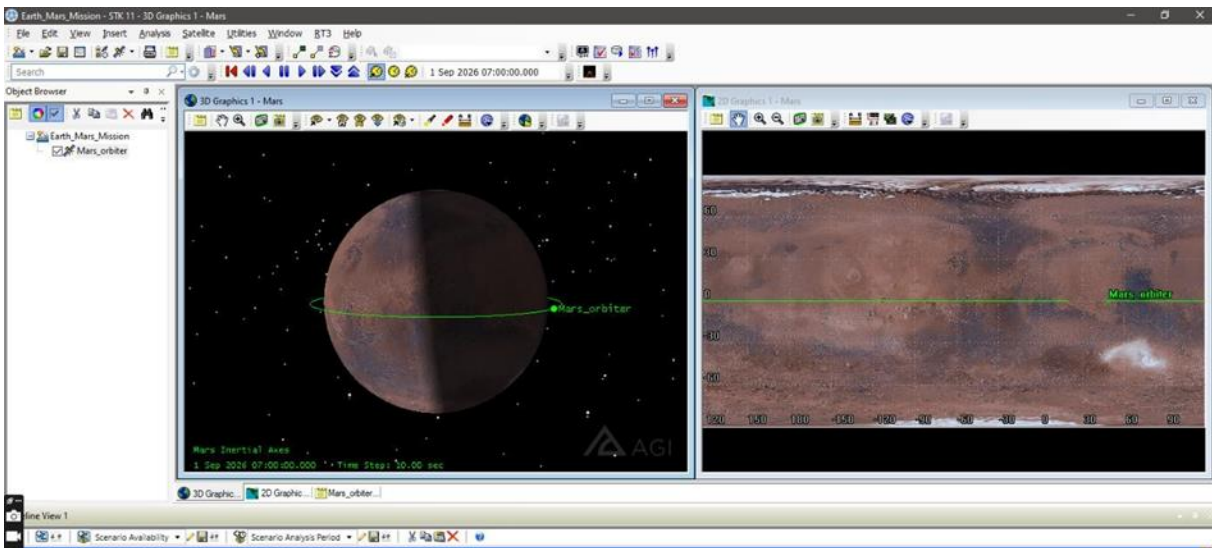 Earth_Mars_Mission - STK 11 - 3D Graphics 1 - Mars
File Edit View Insert Analysis Satellite Utilities Window RT3 Help
Search
1 Sep 2026 07:00:00.000
Object Browser
Earth_Mars_Mission
Mars_orbiter
3D Graphics 1 - Mars
Mars_orbiter
AGI
Mars Inertial Axes
1 Sep 2026 07:00:00.000 Time Step: 10.00 sec
2D Graphics 1 - Mars
60
30
0
Mars_orbiter
-30
-60
120 150 180 -150 -120 -90 -60 -30 0 30 60 90
3D Graphic... 2D Graphic... Mars_orbiter...
eline View 1
Scenario Availability Scenario Analysis Period